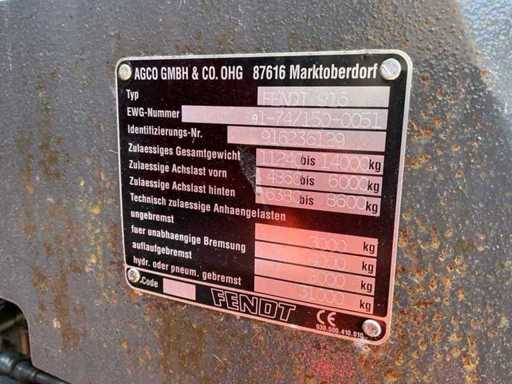 AGCO GMBH & CO. OHG 87616 Marktoberdorf
Typ FENDT 916
EWG-Nummer 91-74/150-0051
Identifizierungs-Nr. 916236129
Zulaessiges Gesamtgewicht bis 14000 kg
Zulaessige Achslast vorn bis 6000 kg
Zulaessige Achslast hinten bis 8600 kg
Technisch zulaessige Anhaengelasten
ungebremst 3000 kg
fuer unabhaengige Bremsung kg
auflaufgebremst kg
hydr. oder pneum. gebremst kg
Code
FENDT
CE